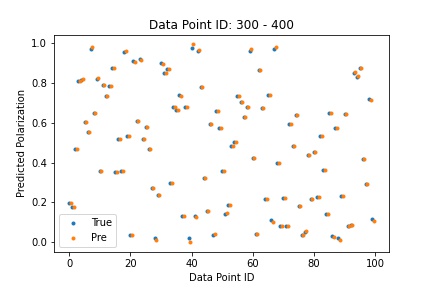 Data Point ID: 300 - 400
Predicted Polarization
1.0
0.8
0.6
0.4
0.2
0.0
True
Pre
0 20 40 60 80 100
Data Point ID